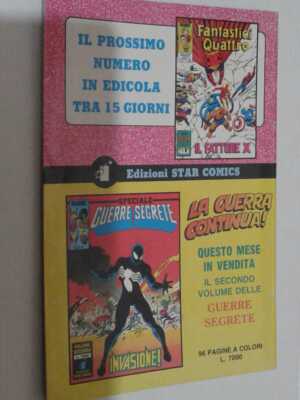 IL PROSSIMO
NUMERO
IN EDICOLA
TRA 15 GIORNI
Fantastici
Quattro
IL FATTORE X
Edizioni STAR COMICS
SPECIALE
GUERRE SEGRETE
INVASIONE!
LA GUERRA
CONTINUA!
QUESTO MESE
IN VENDITA
IL SECONDO
VOLUME DELLE
GUERRE
SEGRETE
96 PAGINE A COLORI
L. 7000